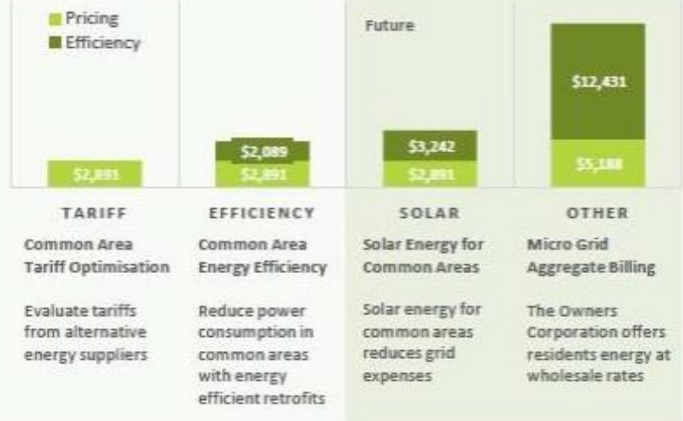 Pricing
Efficiency
Future
$12,431
$2,089
$3,242
$2,891
$2,891
$2,891
$5,188
TARIFF
EFFICIENCY
SOLAR
OTHER
Common Area
Tariff Optimisation
Common Area
Energy Efficiency
Solar Energy for
Common Areas
Micro Grid
Aggregate Billing
Evaluate tariffs
from alternative
energy suppliers
Reduce power
consumption in
common areas
with energy
efficient retrofits
Solar energy for
common areas
reduces grid
expenses
The Owners
Corporation offers
residents energy at
wholesale rates